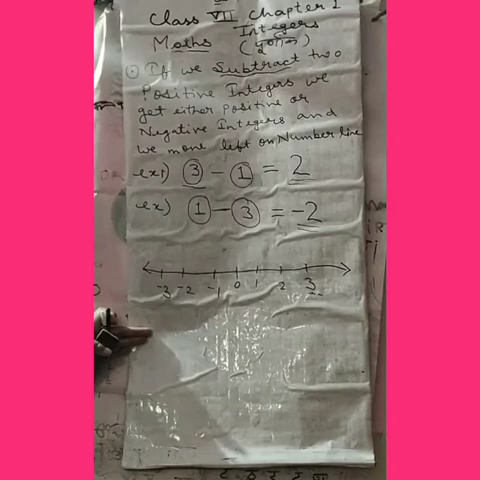 Class VII Chapter 1
Integers
Maths
If we Subtract two
Positive Integers we
get either Positive or
Negative Integers and
we move left on Number line
ex1) 3 - 1 = 2
ex) 1 - 3 = -2
-3 -2 -1 0 1 2 3